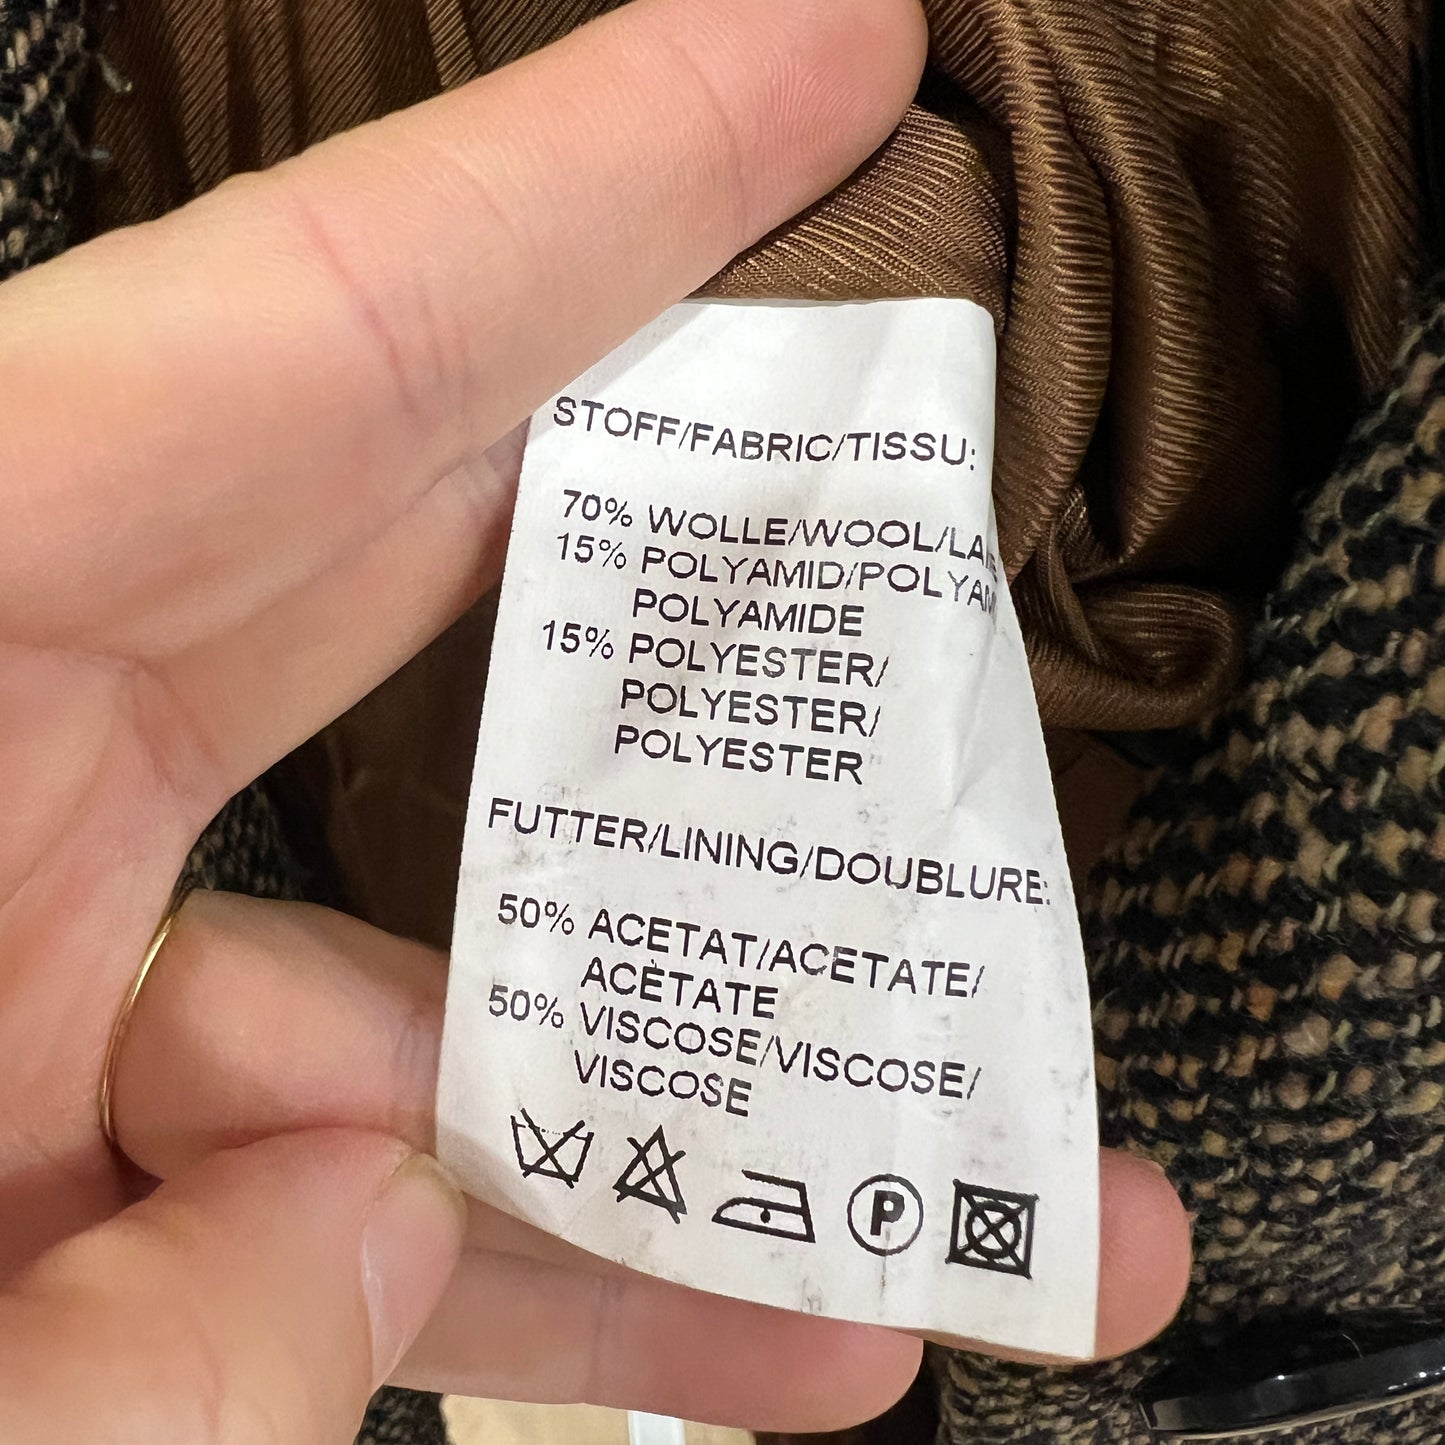 STOFF/FABRIC/TISSU:
70% WOLLE/WOOL/LA
15% POLYAMID/POLYAM
POLYAMIDE
15% POLYESTER/
POLYESTER/
POLYESTER
FUTTER/LINING/DOUBLURE:
50% ACETAT/ACETATE/
ACÈTATE
50% VISCOSE/VISCOSE/
VISCOSE
P